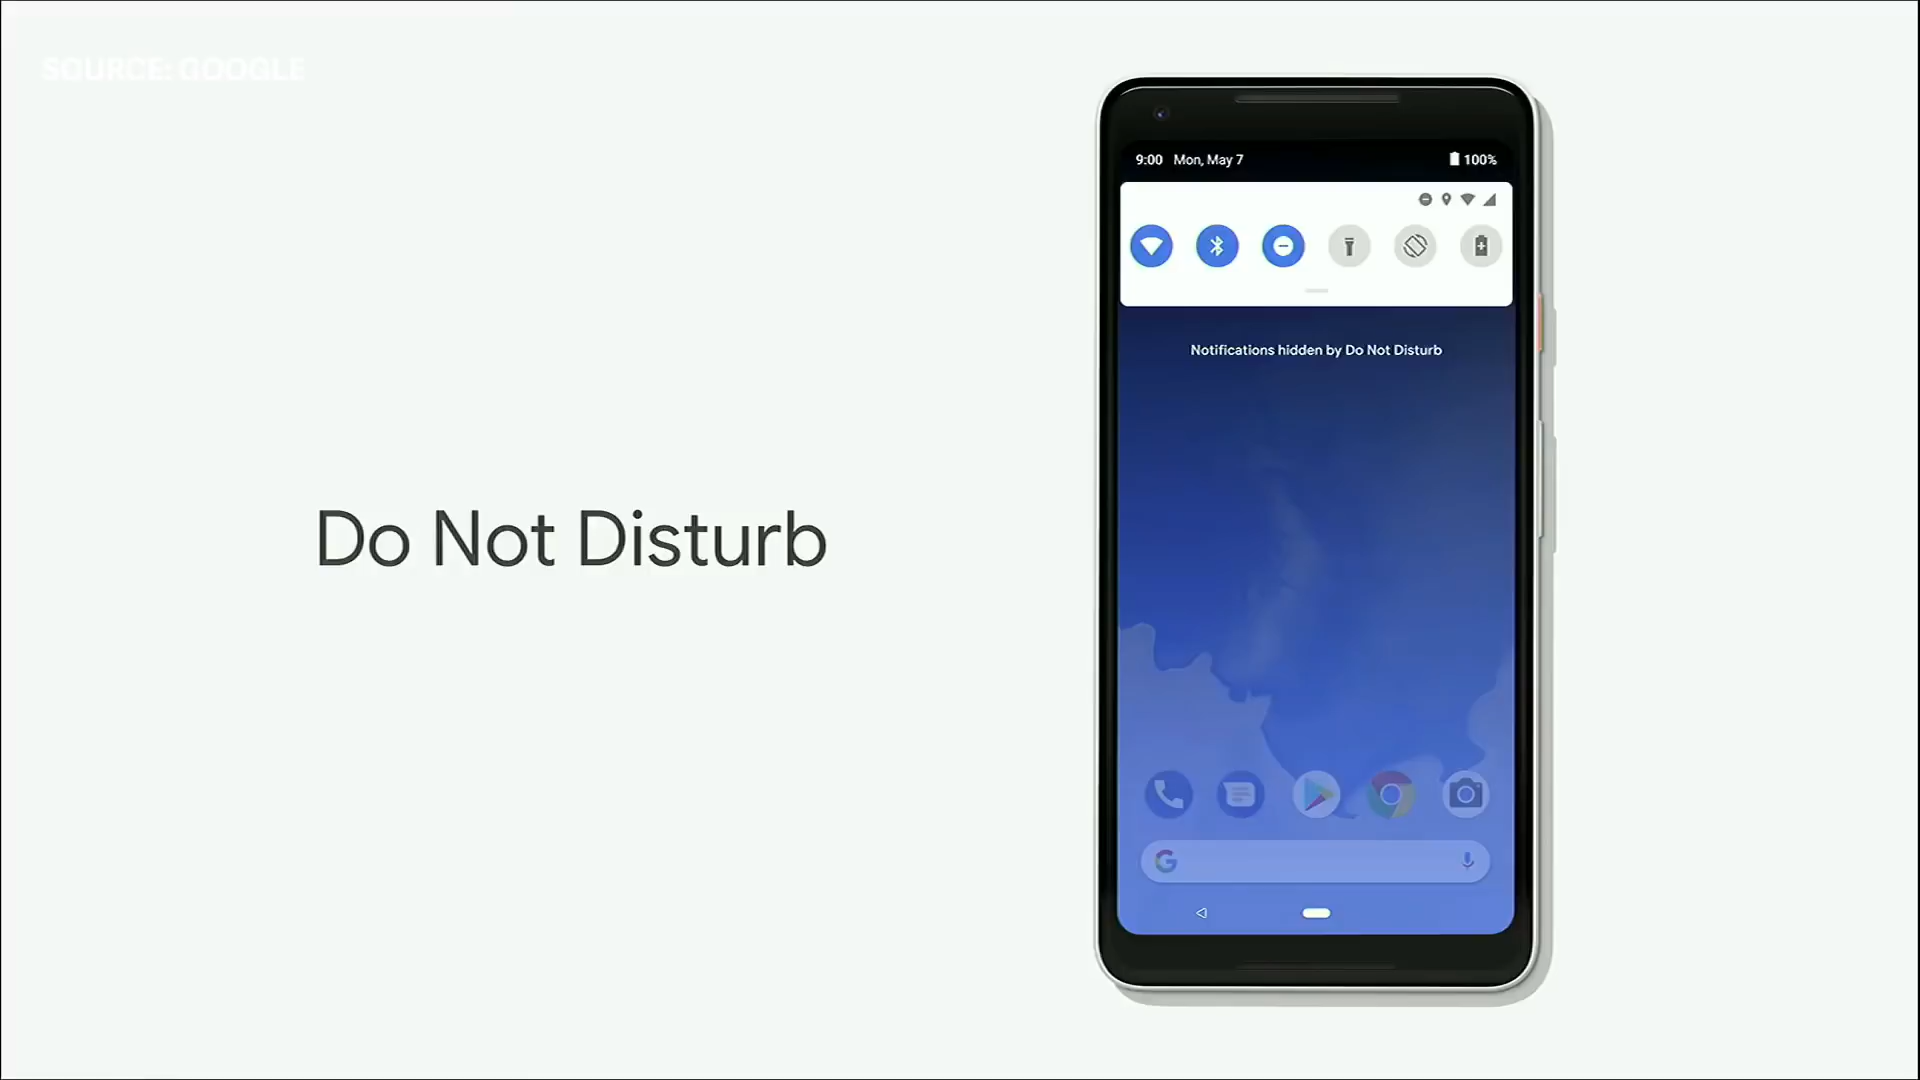 SOURCE: GOOGLE
9:00 Mon, May 7 100%
Notifications hidden by Do Not Disturb
Do Not Disturb